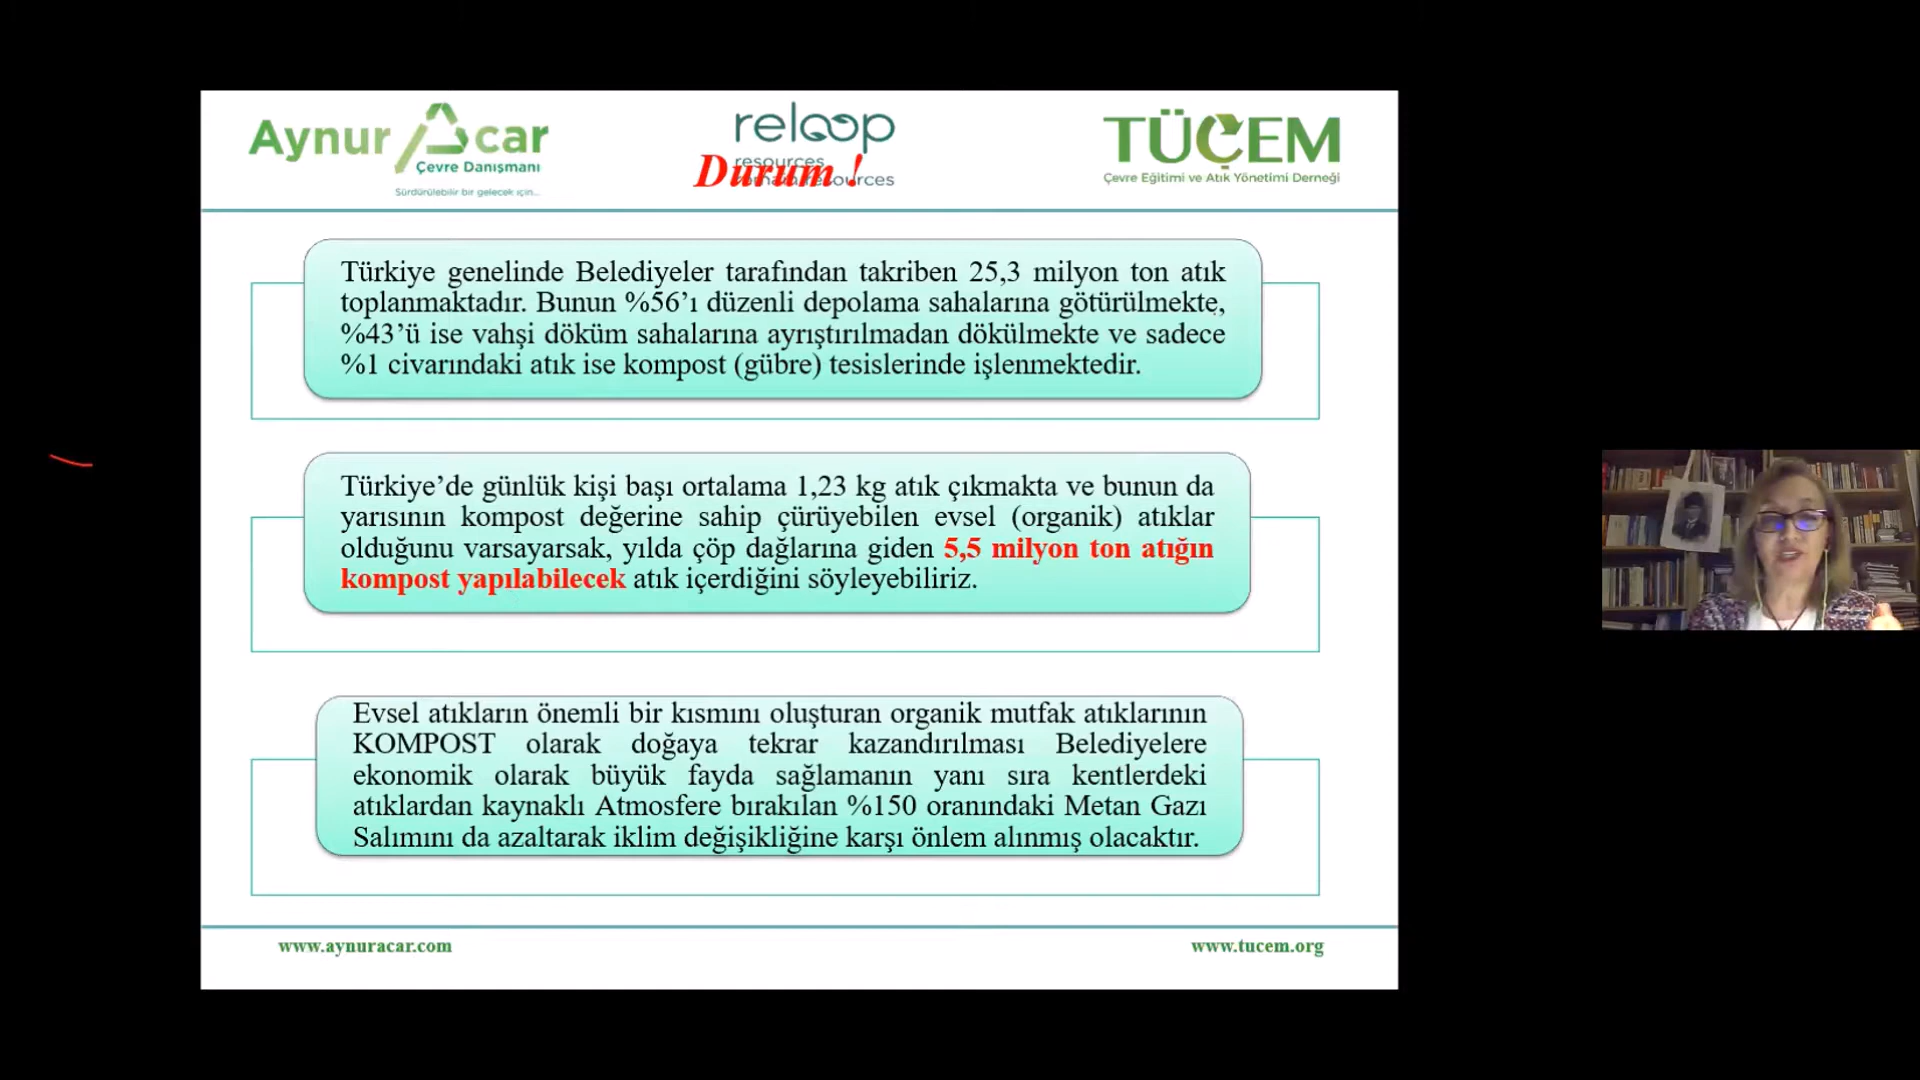 Aynur Acar
Çevre Danışmanı
Sürdürülebilir bir gelecek için...
reloop
resources
Durum !
resources
TÜÇEM
Çevre Eğitimi ve Atık Yönetimi Derneği
Türkiye genelinde Belediyeler tarafından takriben 25,3 milyon ton atık
toplanmaktadır. Bunun %56’ı düzenli depolama sahalarına götürülmekte,
%43’ü ise vahşi döküm sahalarına ayrıştırılmadan dökülmekte ve sadece
%1 civarındaki atık ise kompost (gübre) tesislerinde işlenmektedir.
Türkiye’de günlük kişi başı ortalama 1,23 kg atık çıkmakta ve bunun da
yarısının kompost değerine sahip çürüyebilen evsel (organik) atıklar
olduğunu varsayarsak, yılda çöp dağlarına giden 5,5 milyon ton atığın
kompost yapılabilecek atık içerdiğini söyleyebiliriz.
Evsel atıkların önemli bir kısmını oluşturan organik mutfak atıklarının
KOMPOST olarak doğaya tekrar kazandırılması Belediyelere
ekonomik olarak büyük fayda sağlamanın yanı sıra kentlerdeki
atıklardan kaynaklı Atmosfere bırakılan %150 oranındaki Metan Gazı
Salımını da azaltarak iklim değişikliğine karşı önlem alınmış olacaktır.
www.aynuracar.com
www.tucem.org